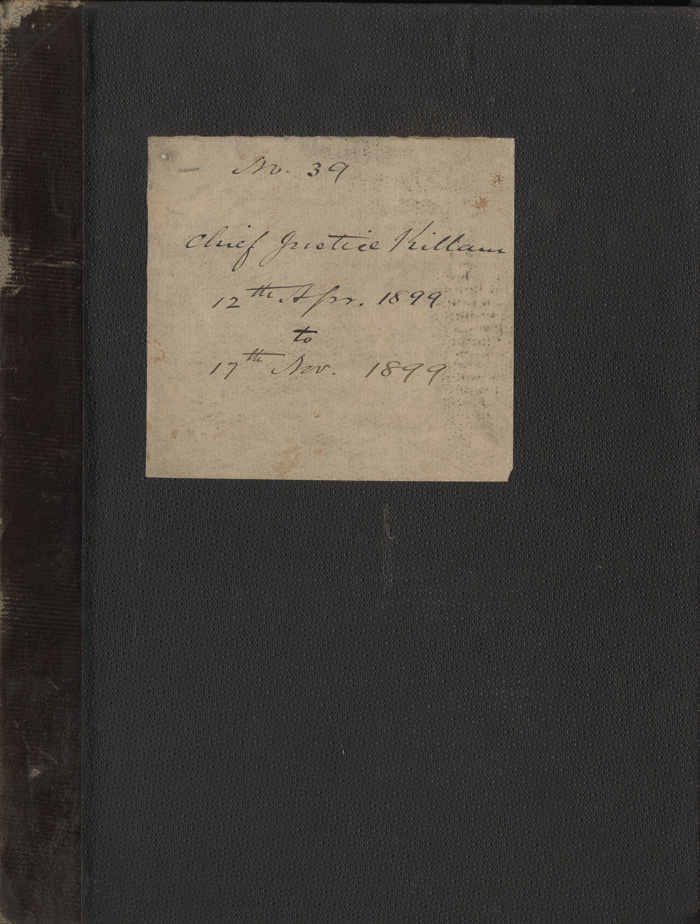 No. 39
Chief Justice Killam
12th Apr. 1899
to
17th Nov. 1899